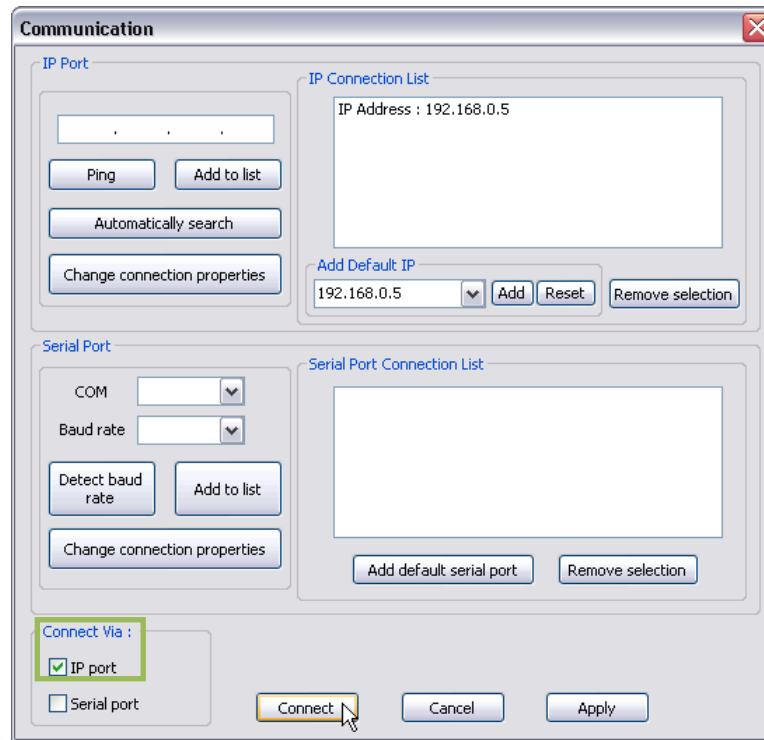 Communication
IP Port
. . .
Ping
Add to list
Automatically search
Change connection properties
IP Connection List
IP Address : 192.168.0.5
Add Default IP
192.168.0.5
Add
Reset
Remove selection
Serial Port
COM
Baud rate
Detect baud
rate
Add to list
Change connection properties
Serial Port Connection List
Add default serial port
Remove selection
Connect Via :
IP port
Serial port
Connect
Cancel
Apply